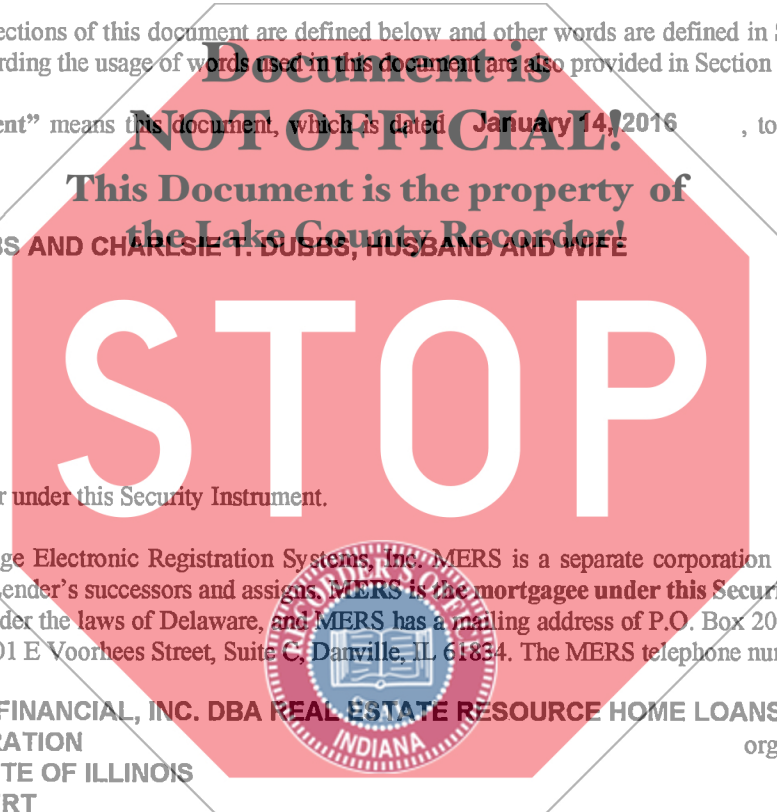 ections of this document are defined below and other words are defined in S
rding the usage of words used in this document are also provided in Section
Document is
ent” means this document, which is dated January 14, 2016 , to
NOT OFFICIAL!
This Document is the property of
the Lake County Recorder!
BS AND CHARLSIE T. DUBBS, HUSBAND AND WIFE
STOP
r under this Security Instrument.
ge Electronic Registration Systems, Inc. MERS is a separate corporation
Lender’s successors and assigns. MERS is the mortgagee under this Securi
der the laws of Delaware, and MERS has a mailing address of P.O. Box 20
01 E Voorhees Street, Suite C, Danville, IL 61834. The MERS telephone nu
RECORDER'S OFFICE
FINANCIAL, INC. DBA REAL ESTATE RESOURCE HOME LOANS
INDIANA
RATION org
TE OF ILLINOIS
ERT